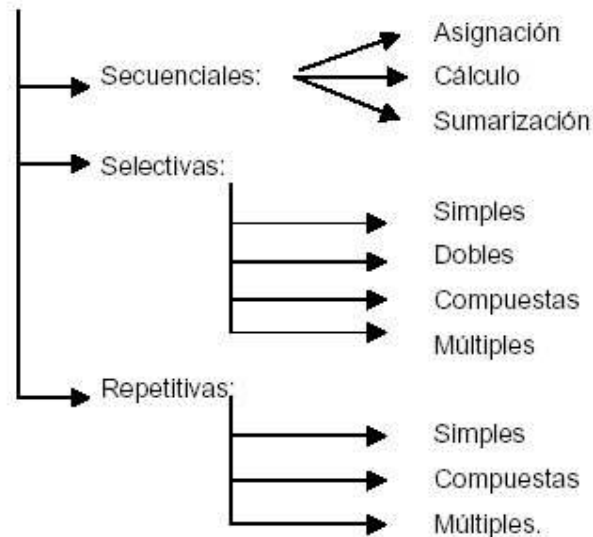 Secuenciales:
Asignación
Cálculo
Sumarización
Selectivas:
Simples
Dobles
Compuestas
Múltiples
Repetitivas:
Simples
Compuestas
Múltiples.